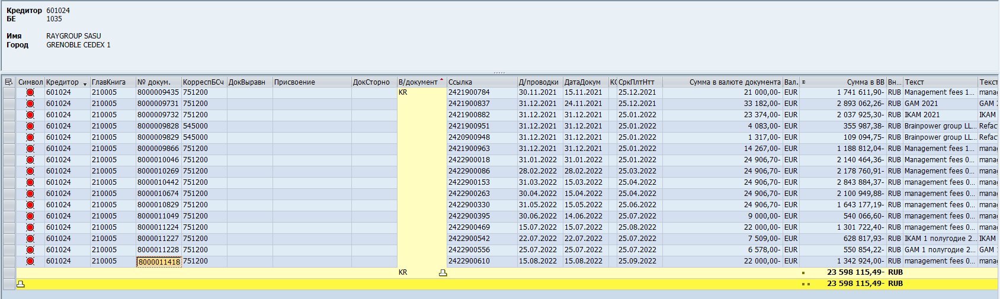 Кредитор 601024
БЕ 1035
Имя RAYGROUP SASU
Город GRENOBLE CEDEX 1
Символ Кредитор ГлавКнига № докум. КорреспБСч ДокВыравн Присвоение ДокСторно В/документ Ссылка Д/проводки ДатаДокум КС СркПлтНтт Сумма в валюте документа Вал. Сумма в ВВ Вн... Текст Текст
601024 210005 8000009435 751200 KR 2421900784 30.11.2021 15.11.2021 25.12.2021 21 000,00- EUR 1 741 611,90- RUB Management fees 1... mana
601024 210005 8000009731 751200 2421900837 31.12.2021 24.11.2021 25.12.2021 33 182,00- EUR 2 893 062,26- RUB GAM 2021 GAM 2
601024 210005 8000009732 751200 2421900882 31.12.2021 31.12.2021 25.01.2022 23 374,00- EUR 2 037 925,30- RUB IKAM 2021 IKAM
601024 210005 8000009828 545000 2421900951 31.12.2021 31.12.2021 25.01.2022 4 083,00- EUR 355 987,38- RUB Brainpower group LL... Refac
601024 210005 8000009829 545000 2420900948 31.12.2021 31.12.2021 25.01.2022 1 317,00- EUR 109 094,75- RUB Brainpower group LL... Refac
601024 210005 8000009866 751200 2421900963 31.12.2021 31.12.2021 25.01.2022 14 267,00- EUR 1 188 812,04- RUB Management fees 1... mana
601024 210005 8000010046 751200 2422900018 31.01.2022 31.01.2022 25.01.2022 24 906,70- EUR 2 140 464,36- RUB Management fees 0... mana
601024 210005 8000010269 751200 2422900086 28.02.2022 28.02.2022 25.03.2022 24 906,70- EUR 2 178 760,91- RUB Management fees 0... mana
601024 210005 8000010442 751200 2422900153 31.03.2022 15.03.2022 25.04.2022 24 906,70- EUR 2 843 884,37- RUB management fees 0... mana
601024 210005 8000010674 751200 2422900263 30.04.2022 15.04.2022 25.04.2022 24 906,70- EUR 2 100 949,88- RUB management fees 0... mana
601024 210005 8000010829 751200 2422900330 31.05.2022 15.05.2022 25.06.2022 24 906,70- EUR 1 643 177,19- RUB management fees 0... mana
601024 210005 8000011049 751200 2422900395 30.06.2022 14.06.2022 25.07.2022 9 000,00- EUR 540 066,60- RUB management fees 0... mana
601024 210005 8000011224 751200 2422900469 15.07.2022 15.07.2022 25.08.2022 22 000,00- EUR 1 301 722,40- RUB management fees 0... mana
601024 210005 8000011227 751200 2422900542 22.07.2022 22.07.2022 25.07.2022 7 509,00- EUR 628 817,93- RUB IKAM 1 полугодие 2... IKAM
601024 210005 8000011228 751200 2422900556 25.07.2022 25.07.2022 25.07.2022 6 578,00- EUR 550 854,22- RUB GAM 1 полугодие 2... GAM 1
601024 210005 8000011418 751200 2422900610 15.08.2022 15.08.2022 25.09.2022 22 000,00- EUR 1 342 924,00- RUB management fees 0... mana
KR 23 598 115,49- RUB
23 598 115,49- RUB